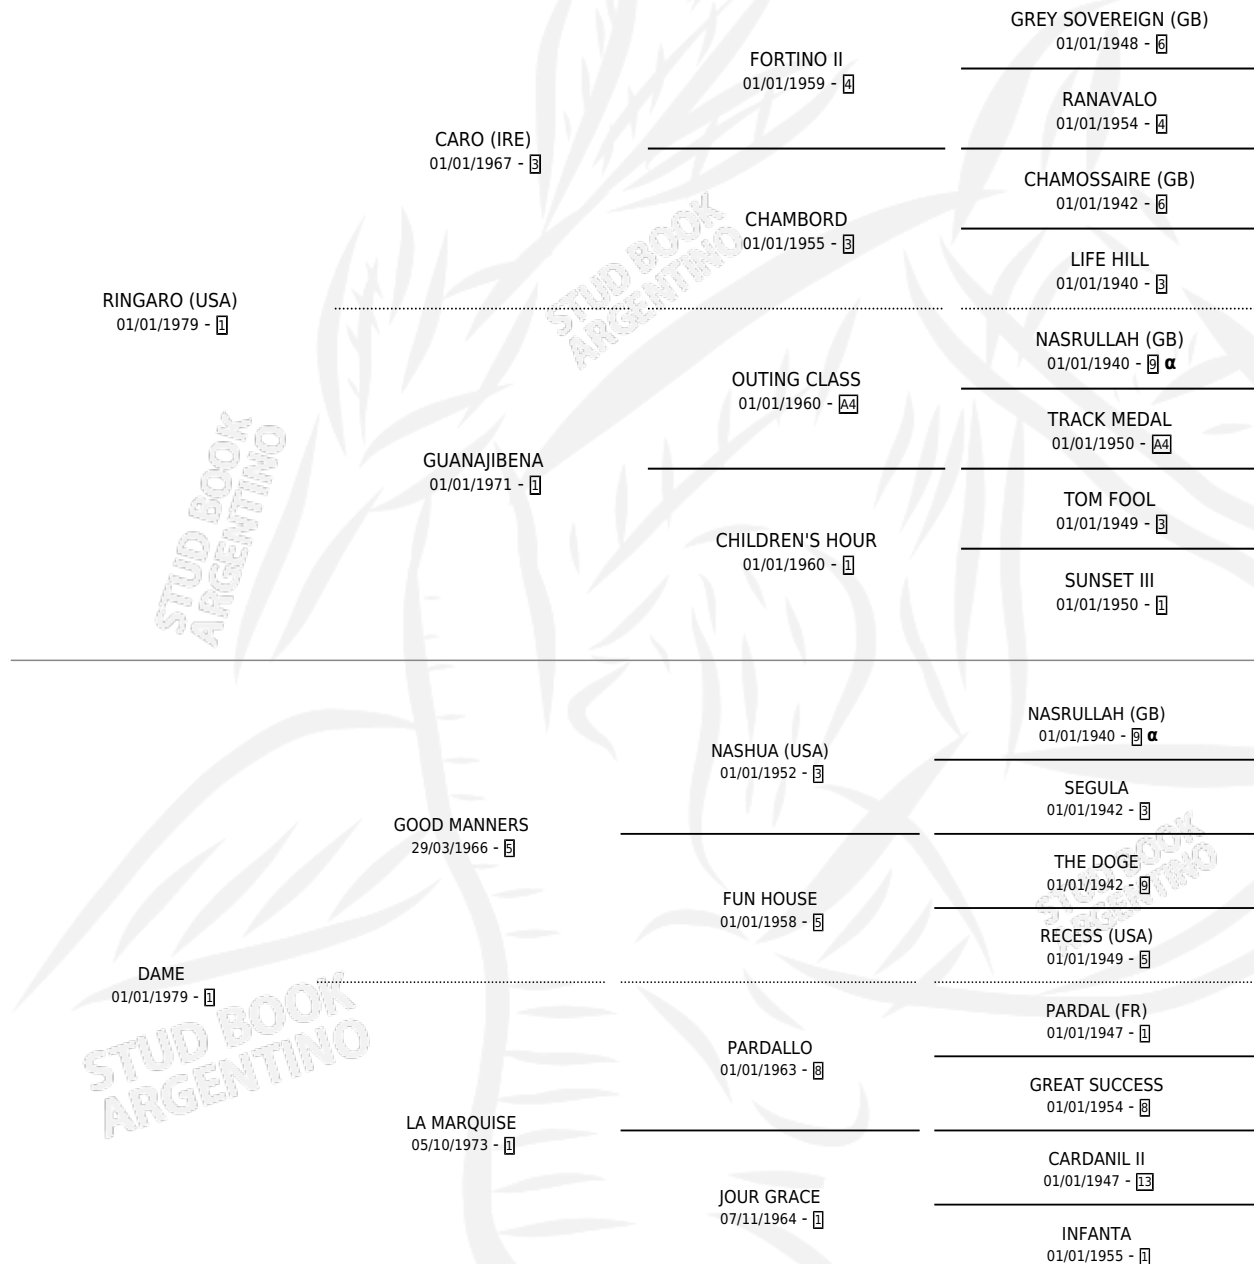 GREY SOVEREIGN (GB)
01/01/1948 - 6
FORTINO II
01/01/1959 - 4
RANAVALO
01/01/1954 - 4
CARO (IRE)
01/01/1967 - 3
CHAMOSSAIRE (GB)
01/01/1942 - 6
CHAMBORD
01/01/1955 - 3
LIFE HILL
01/01/1940 - 3
RINGARO (USA)
01/01/1979 - 1
NASRULLAH (GB)
01/01/1940 - 9 α
OUTING CLASS
01/01/1960 - A4
TRACK MEDAL
01/01/1950 - A4
GUANAJIBENA
01/01/1971 - 1
TOM FOOL
01/01/1949 - 3
CHILDREN'S HOUR
01/01/1960 - 1
SUNSET III
01/01/1950 - 1
NASRULLAH (GB)
01/01/1940 - 9 α
NASHUA (USA)
01/01/1952 - 3
SEGULA
01/01/1942 - 3
GOOD MANNERS
29/03/1966 - 5
THE DOGE
01/01/1942 - 9
FUN HOUSE
01/01/1958 - 5
RECESS (USA)
01/01/1949 - 5
DAME
01/01/1979 - 1
PARDAL (FR)
01/01/1947 - 1
PARDALLO
01/01/1963 - 8
GREAT SUCCESS
01/01/1954 - 8
LA MARQUISE
05/10/1973 - 1
CARDANIL II
01/01/1947 - 13
JOUR GRACE
07/11/1964 - 1
INFANTA
01/01/1955 - 1
STUD BOOK
ARGENTINO
STUD BOOK
ARGENTINO
STUD BOOK
ARGENTINO
STUD BOOK
ARGENTINO